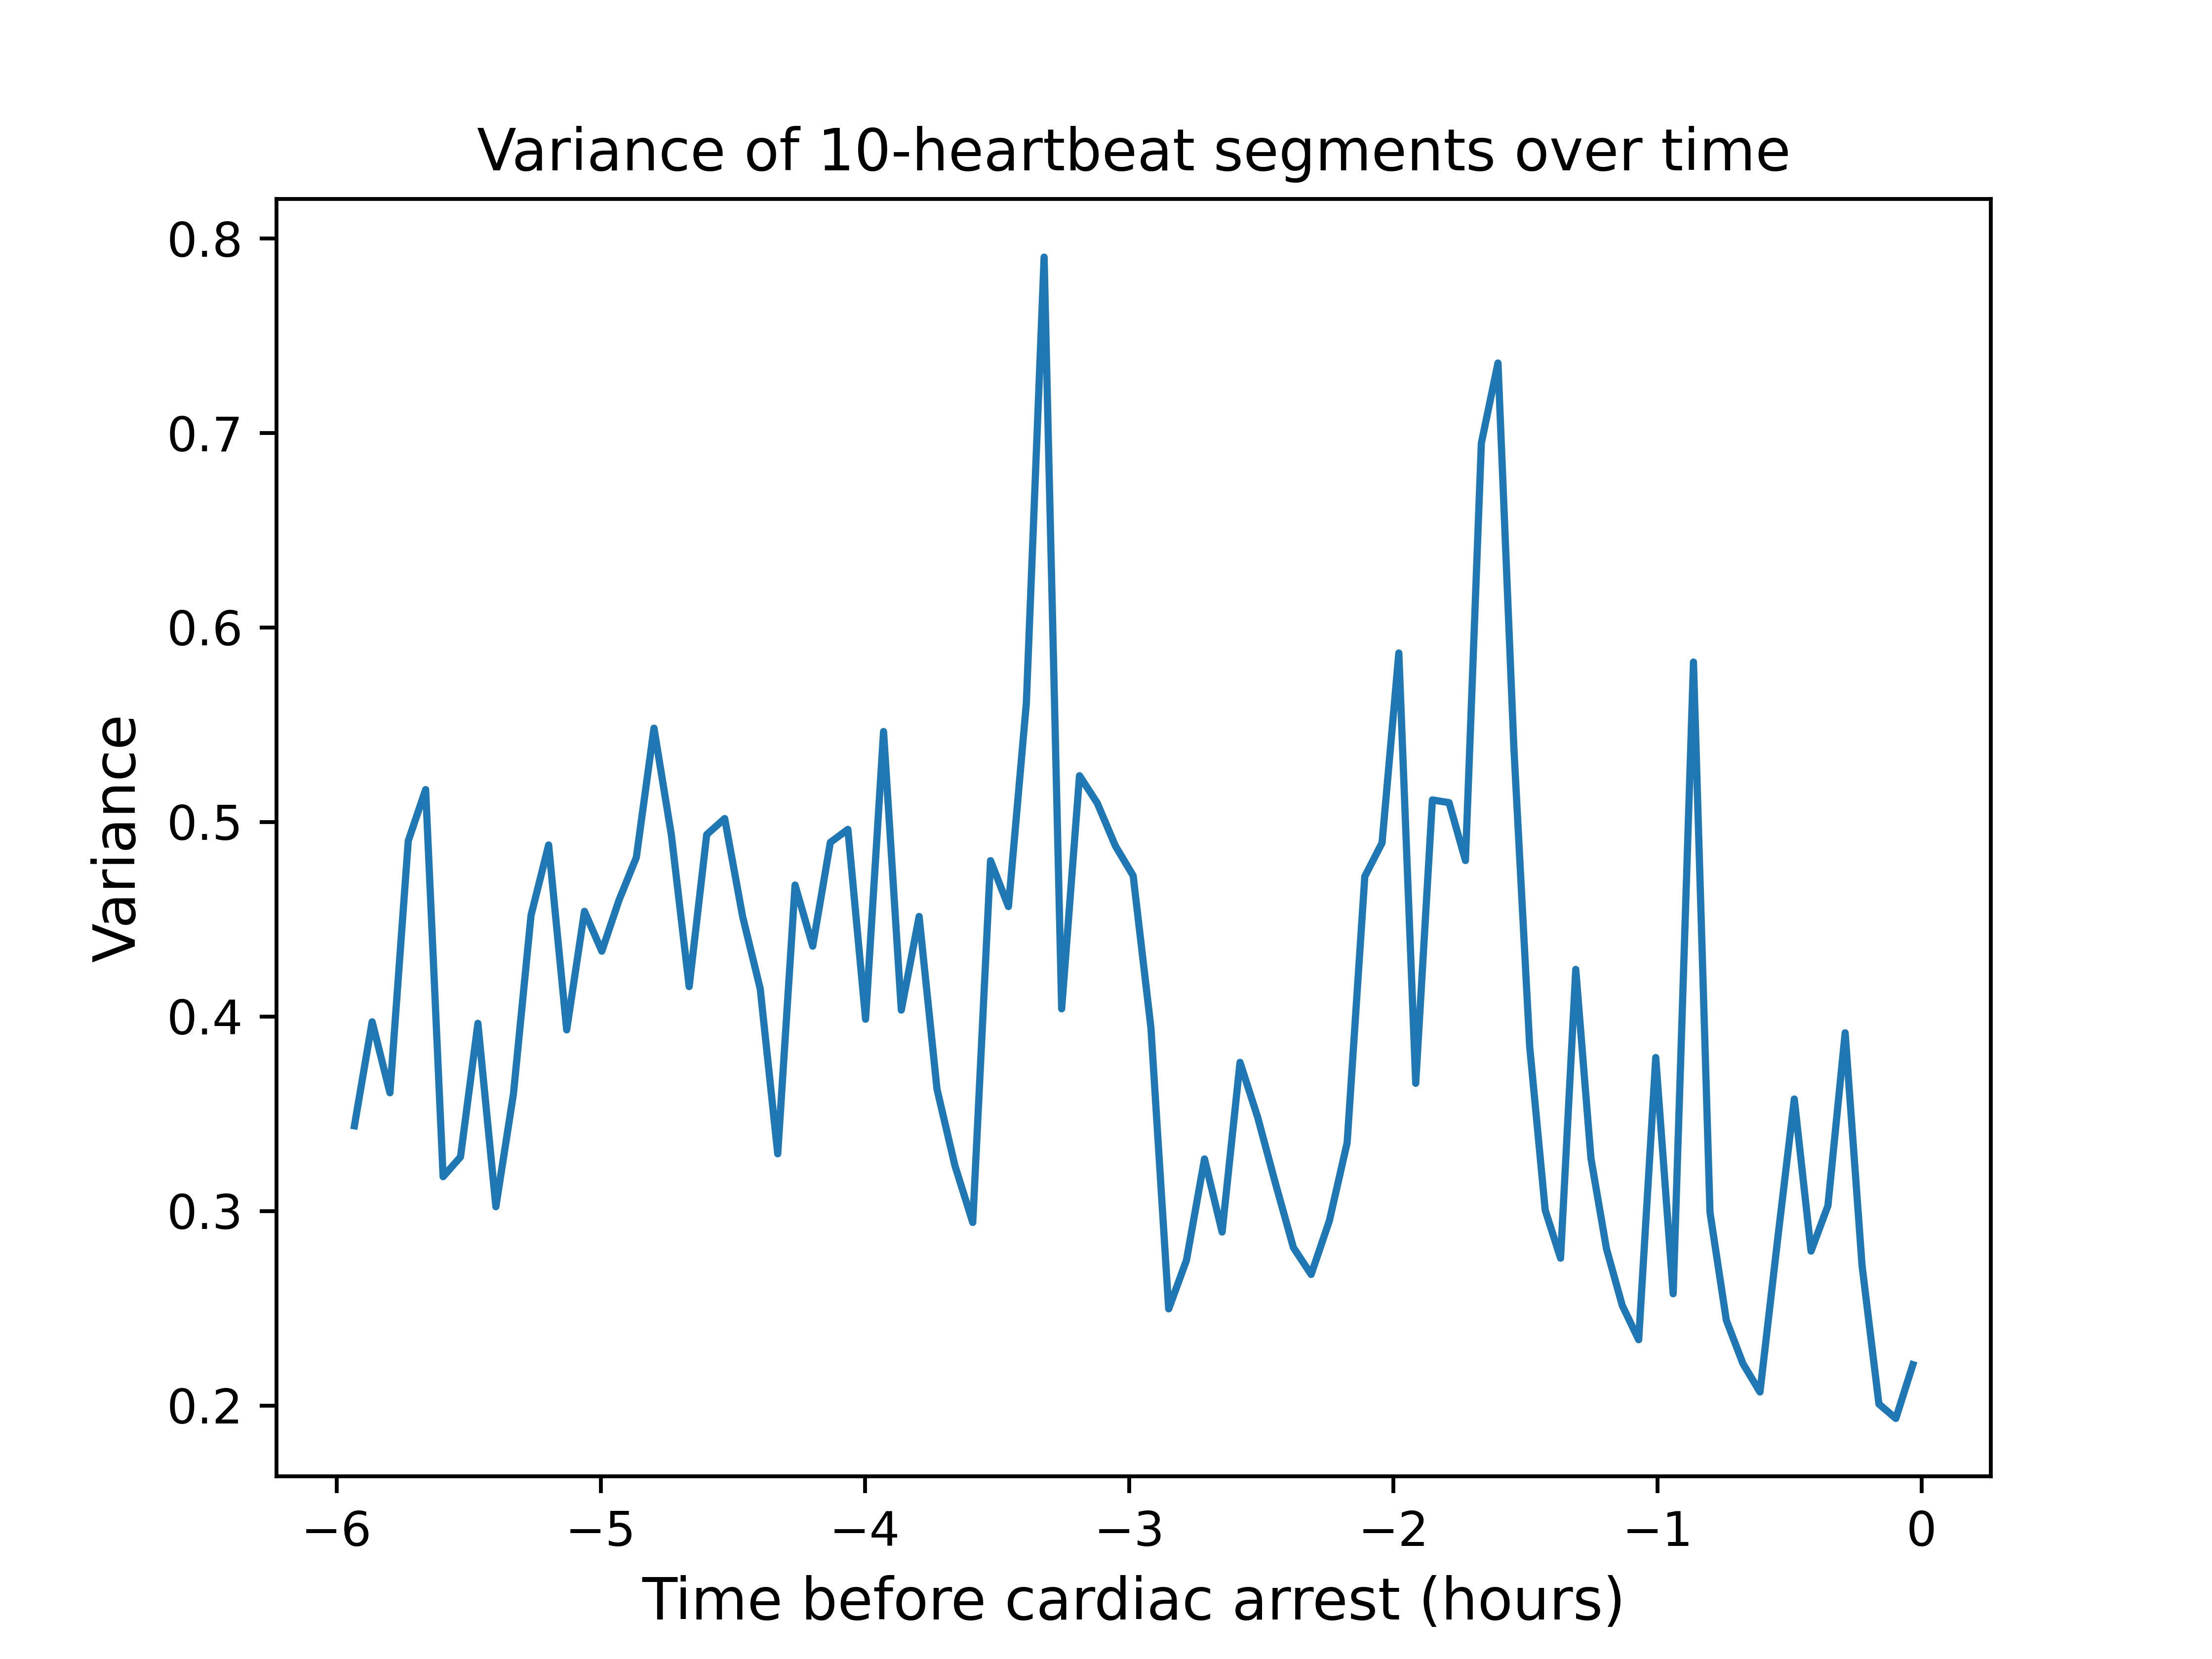 Variance of 10-heartbeat segments over time
0.8
0.7
0.6
0.5
0.4
0.3
0.2
Variance
−6 −5 −4 −3 −2 −1 0
Time before cardiac arrest (hours)